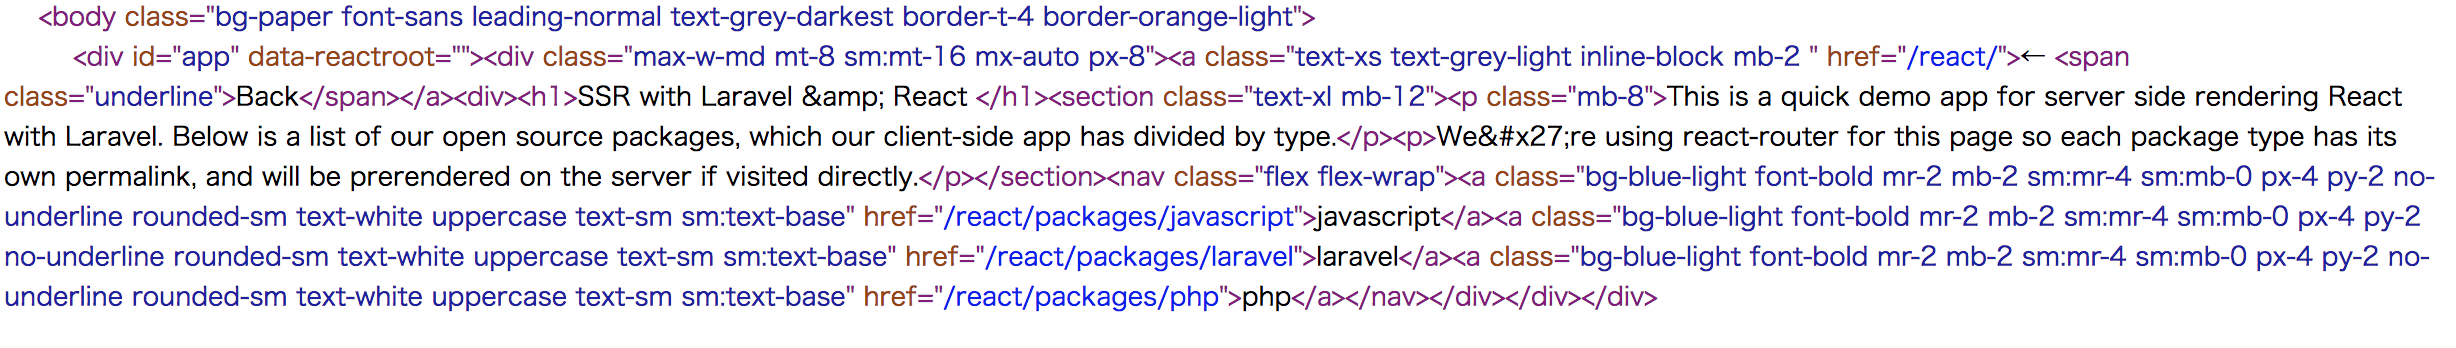 <body class="bg-paper font-sans leading-normal text-grey-darkest border-t-4 border-orange-light">
<div id="app" data-reactroot=""><div class="max-w-md mt-8 sm:mt-16 mx-auto px-8"><a class="text-xs text-grey-light inline-block mb-2 " href="/react/">← <span
class="underline">Back</span></a><div><h1>SSR with Laravel &amp; React </h1><section class="text-xl mb-12"><p class="mb-8">This is a quick demo app for server side rendering React
with Laravel. Below is a list of our open source packages, which our client-side app has divided by type.</p><p>We&#x27;re using react-router for this page so each package type has its
own permalink, and will be prerendered on the server if visited directly.</p></section><nav class="flex flex-wrap"><a class="bg-blue-light font-bold mr-2 mb-2 sm:mr-4 sm:mb-0 px-4 py-2 no-
underline rounded-sm text-white uppercase text-sm sm:text-base" href="/react/packages/javascript">javascript</a><a class="bg-blue-light font-bold mr-2 mb-2 sm:mr-4 sm:mb-0 px-4 py-2
no-underline rounded-sm text-white uppercase text-sm sm:text-base" href="/react/packages/laravel">laravel</a><a class="bg-blue-light font-bold mr-2 mb-2 sm:mr-4 sm:mb-0 px-4 py-2 no-
underline rounded-sm text-white uppercase text-sm sm:text-base" href="/react/packages/php">php</a></nav></div></div></div>